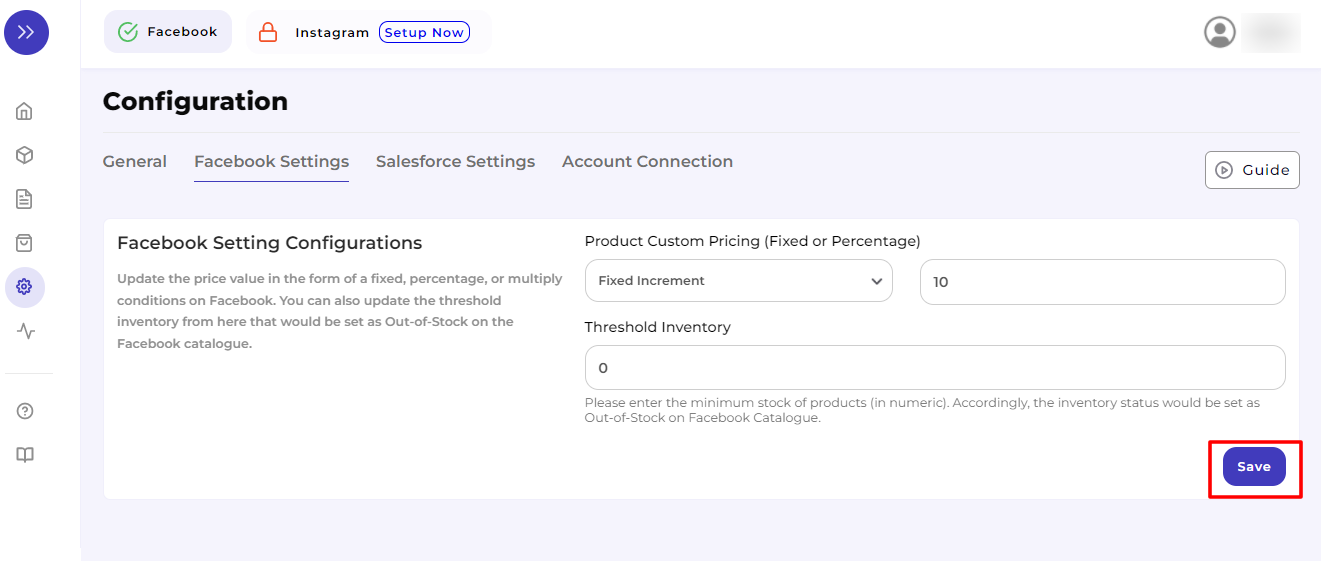 Facebook
Instagram Setup Now
Configuration
General Facebook Settings Salesforce Settings Account Connection
Guide
Facebook Setting Configurations
Update the price value in the form of a fixed, percentage, or multiply
conditions on Facebook. You can also update the threshold
inventory from here that would be set as Out-of-Stock on the
Facebook catalogue.
Product Custom Pricing (Fixed or Percentage)
Fixed Increment
10
Threshold Inventory
0
Please enter the minimum stock of products (in numeric). Accordingly, the inventory status would be set as
Out-of-Stock on Facebook Catalogue.
Save